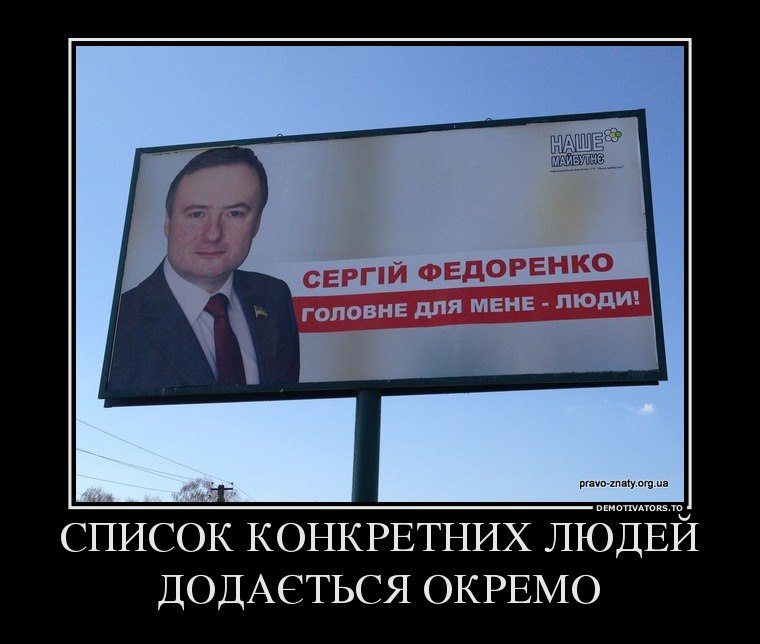 НАШЕ
МАЙБУТНЄ
СЕРГІЙ ФЕДОРЕНКО
ГОЛОВНЕ ДЛЯ МЕНЕ - ЛЮДИ!
pravo-znaty.org.ua
DEMOTIVATORS.TO
СПИСОК КОНКРЕТНИХ ЛЮДЕЙ
ДОДАЄТЬСЯ ОКРЕМО